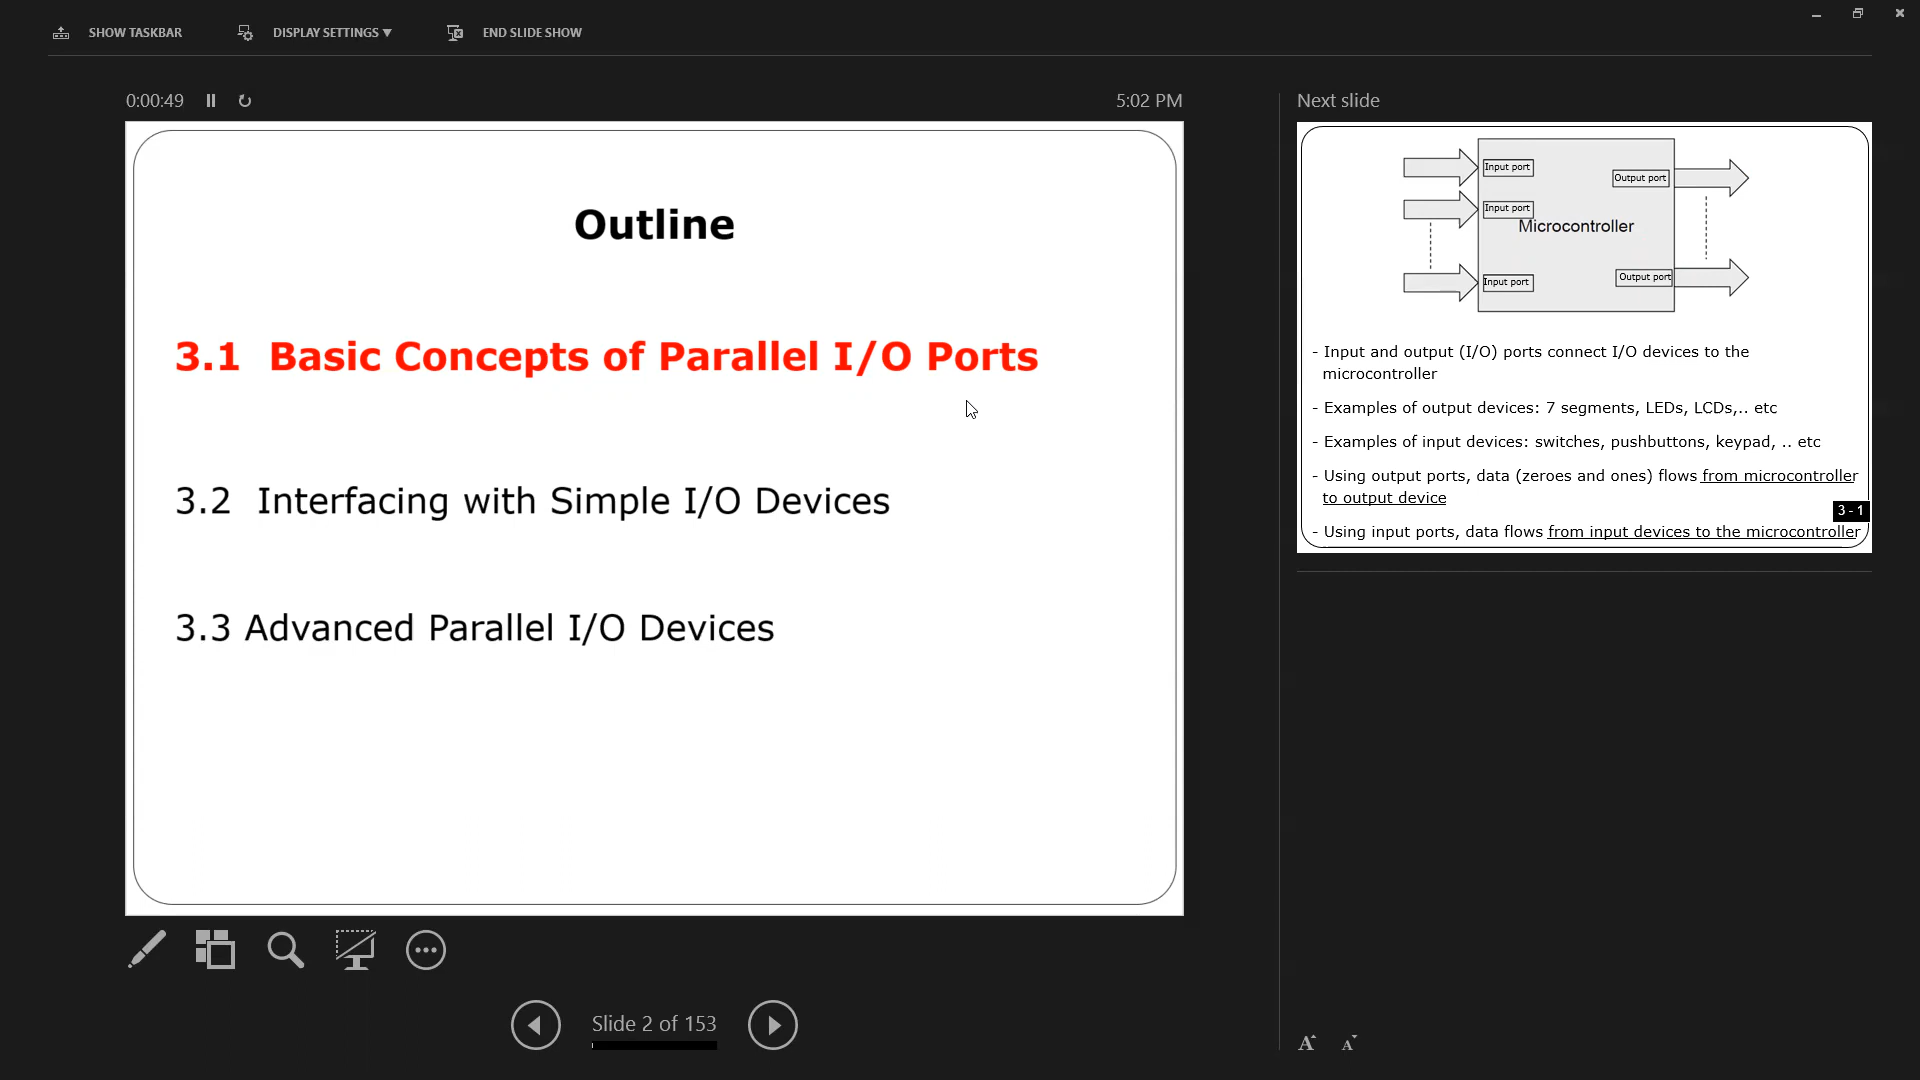 SHOW TASKBAR
DISPLAY SETTINGS ▼
END SLIDE SHOW
0:00:49
5:02 PM
Outline
3.1 Basic Concepts of Parallel I/O Ports
3.2 Interfacing with Simple I/O Devices
3.3 Advanced Parallel I/O Devices
Slide 2 of 153
Next slide
Input port
Output port
Input port
Microcontroller
Input port
Output port
- Input and output (I/O) ports connect I/O devices to the
microcontroller
- Examples of output devices: 7 segments, LEDs, LCDs,.. etc
- Examples of input devices: switches, pushbuttons, keypad, .. etc
- Using output ports, data (zeroes and ones) flows from microcontroller
to output device
3 - 1
- Using input ports, data flows from input devices to the microcontroller
A A